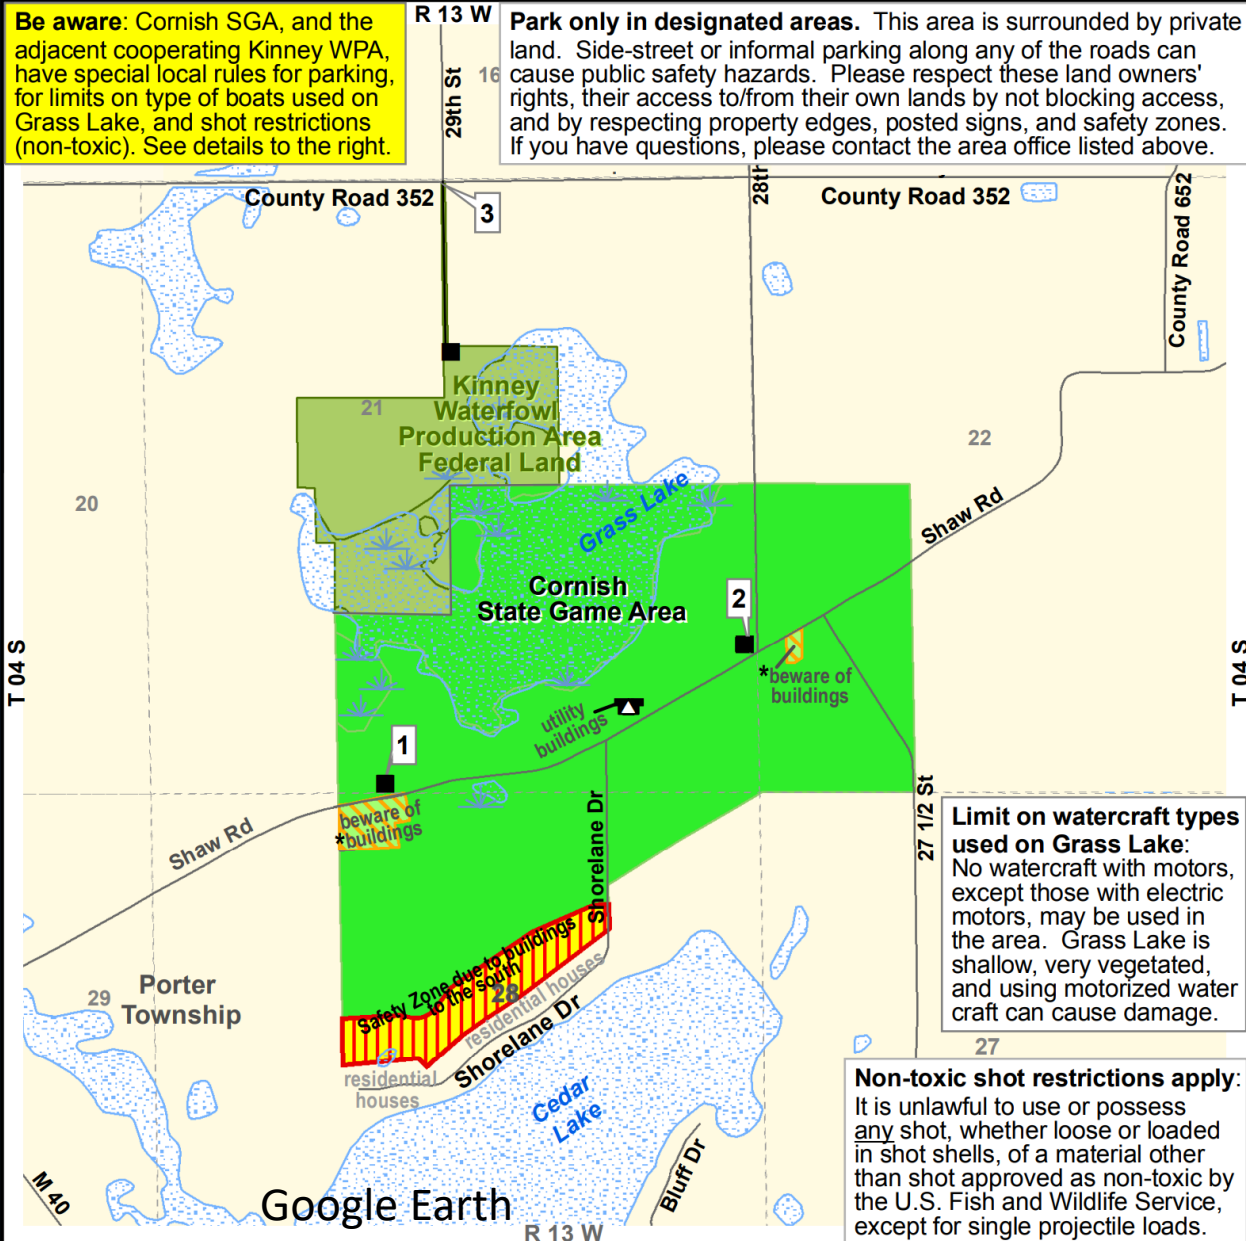 Be aware: Cornish SGA, and the
adjacent cooperating Kinney WPA,
have special local rules for parking,
for limits on type of boats used on
Grass Lake, and shot restrictions
(non-toxic). See details to the right.
R 13 W
Park only in designated areas. This area is surrounded by private
land. Side-street or informal parking along any of the roads can
cause public safety hazards. Please respect these land owners'
rights, their access to/from their own lands by not blocking access,
and by respecting property edges, posted signs, and safety zones.
If you have questions, please contact the area office listed above.
29th St
16
County Road 352
3
28th
County Road 352
County Road 652
Kinney
Waterfowl
Production Area
Federal Land
21
22
20
Grass Lake
Shaw Rd
Cornish
State Game Area
2
T 04 S
T 04 S
*beware of
buildings
utility
buildings
1
beware of
*buildings
Shaw Rd
Shorelane Dr
27 1/2 St
Limit on watercraft types
used on Grass Lake:
No watercraft with motors,
except those with electric
motors, may be used in
the area. Grass Lake is
shallow, very vegetated,
and using motorized water
craft can cause damage.
Safety Zone due to buildings
to the south
28
residential houses
Shorelane Dr
Porter
Township
29
27
residential
houses
Cedar
Lake
Non-toxic shot restrictions apply:
It is unlawful to use or possess
any shot, whether loose or loaded
in shot shells, of a material other
than shot approved as non-toxic by
the U.S. Fish and Wildlife Service,
except for single projectile loads.
Bluff Dr
M 40
Google Earth
R 13 W